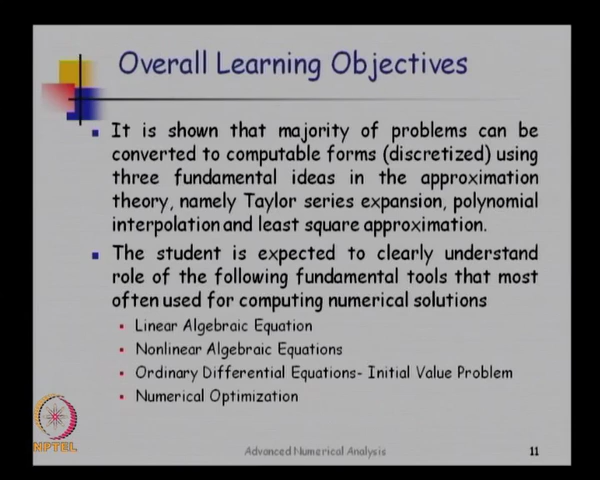 Overall Learning Objectives
It is shown that majority of problems can be
converted to computable forms (discretized) using
three fundamental ideas in the approximation
theory, namely Taylor series expansion, polynomial
interpolation and least square approximation.
The student is expected to clearly understand
role of the following fundamental tools that most
often used for computing numerical solutions
Linear Algebraic Equation
Nonlinear Algebraic Equations
Ordinary Differential Equations- Initial Value Problem
Numerical Optimization
NPTEL
Advanced Numerical Analysis
11